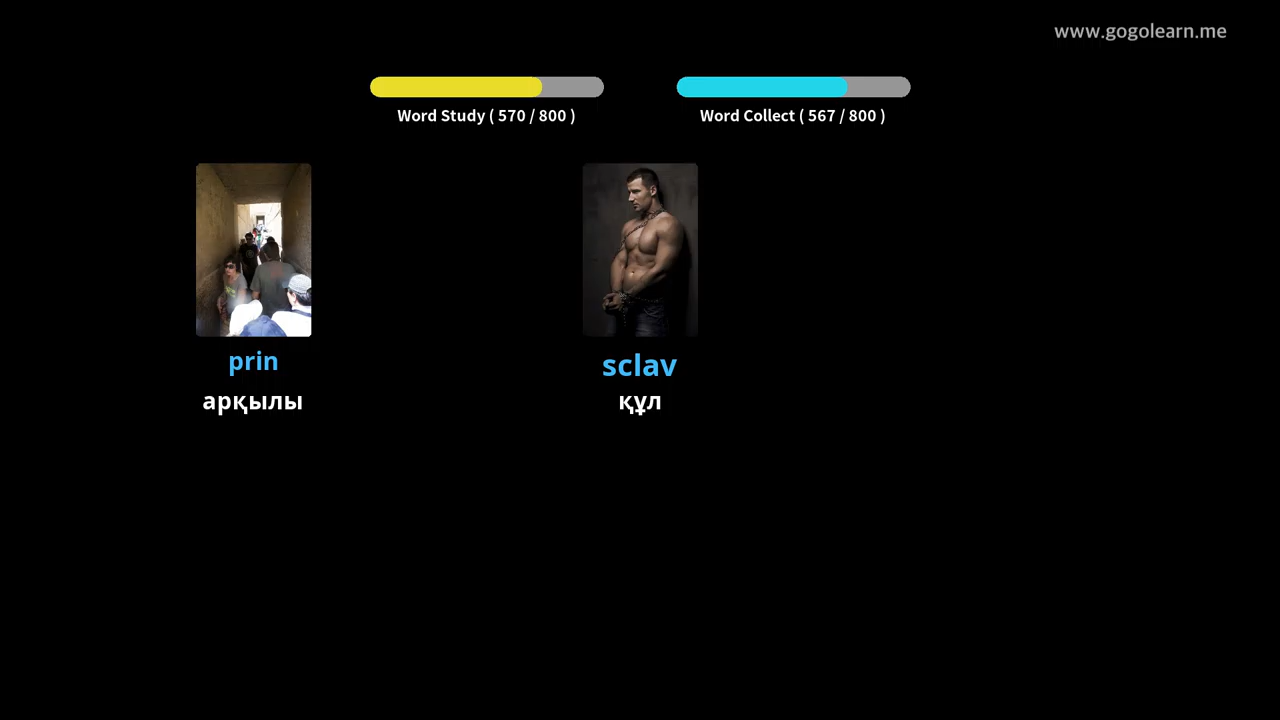 www.gogolearn.me
Word Study ( 570 / 800 )
Word Collect ( 567 / 800 )
prin
арқылы
sclav
құл